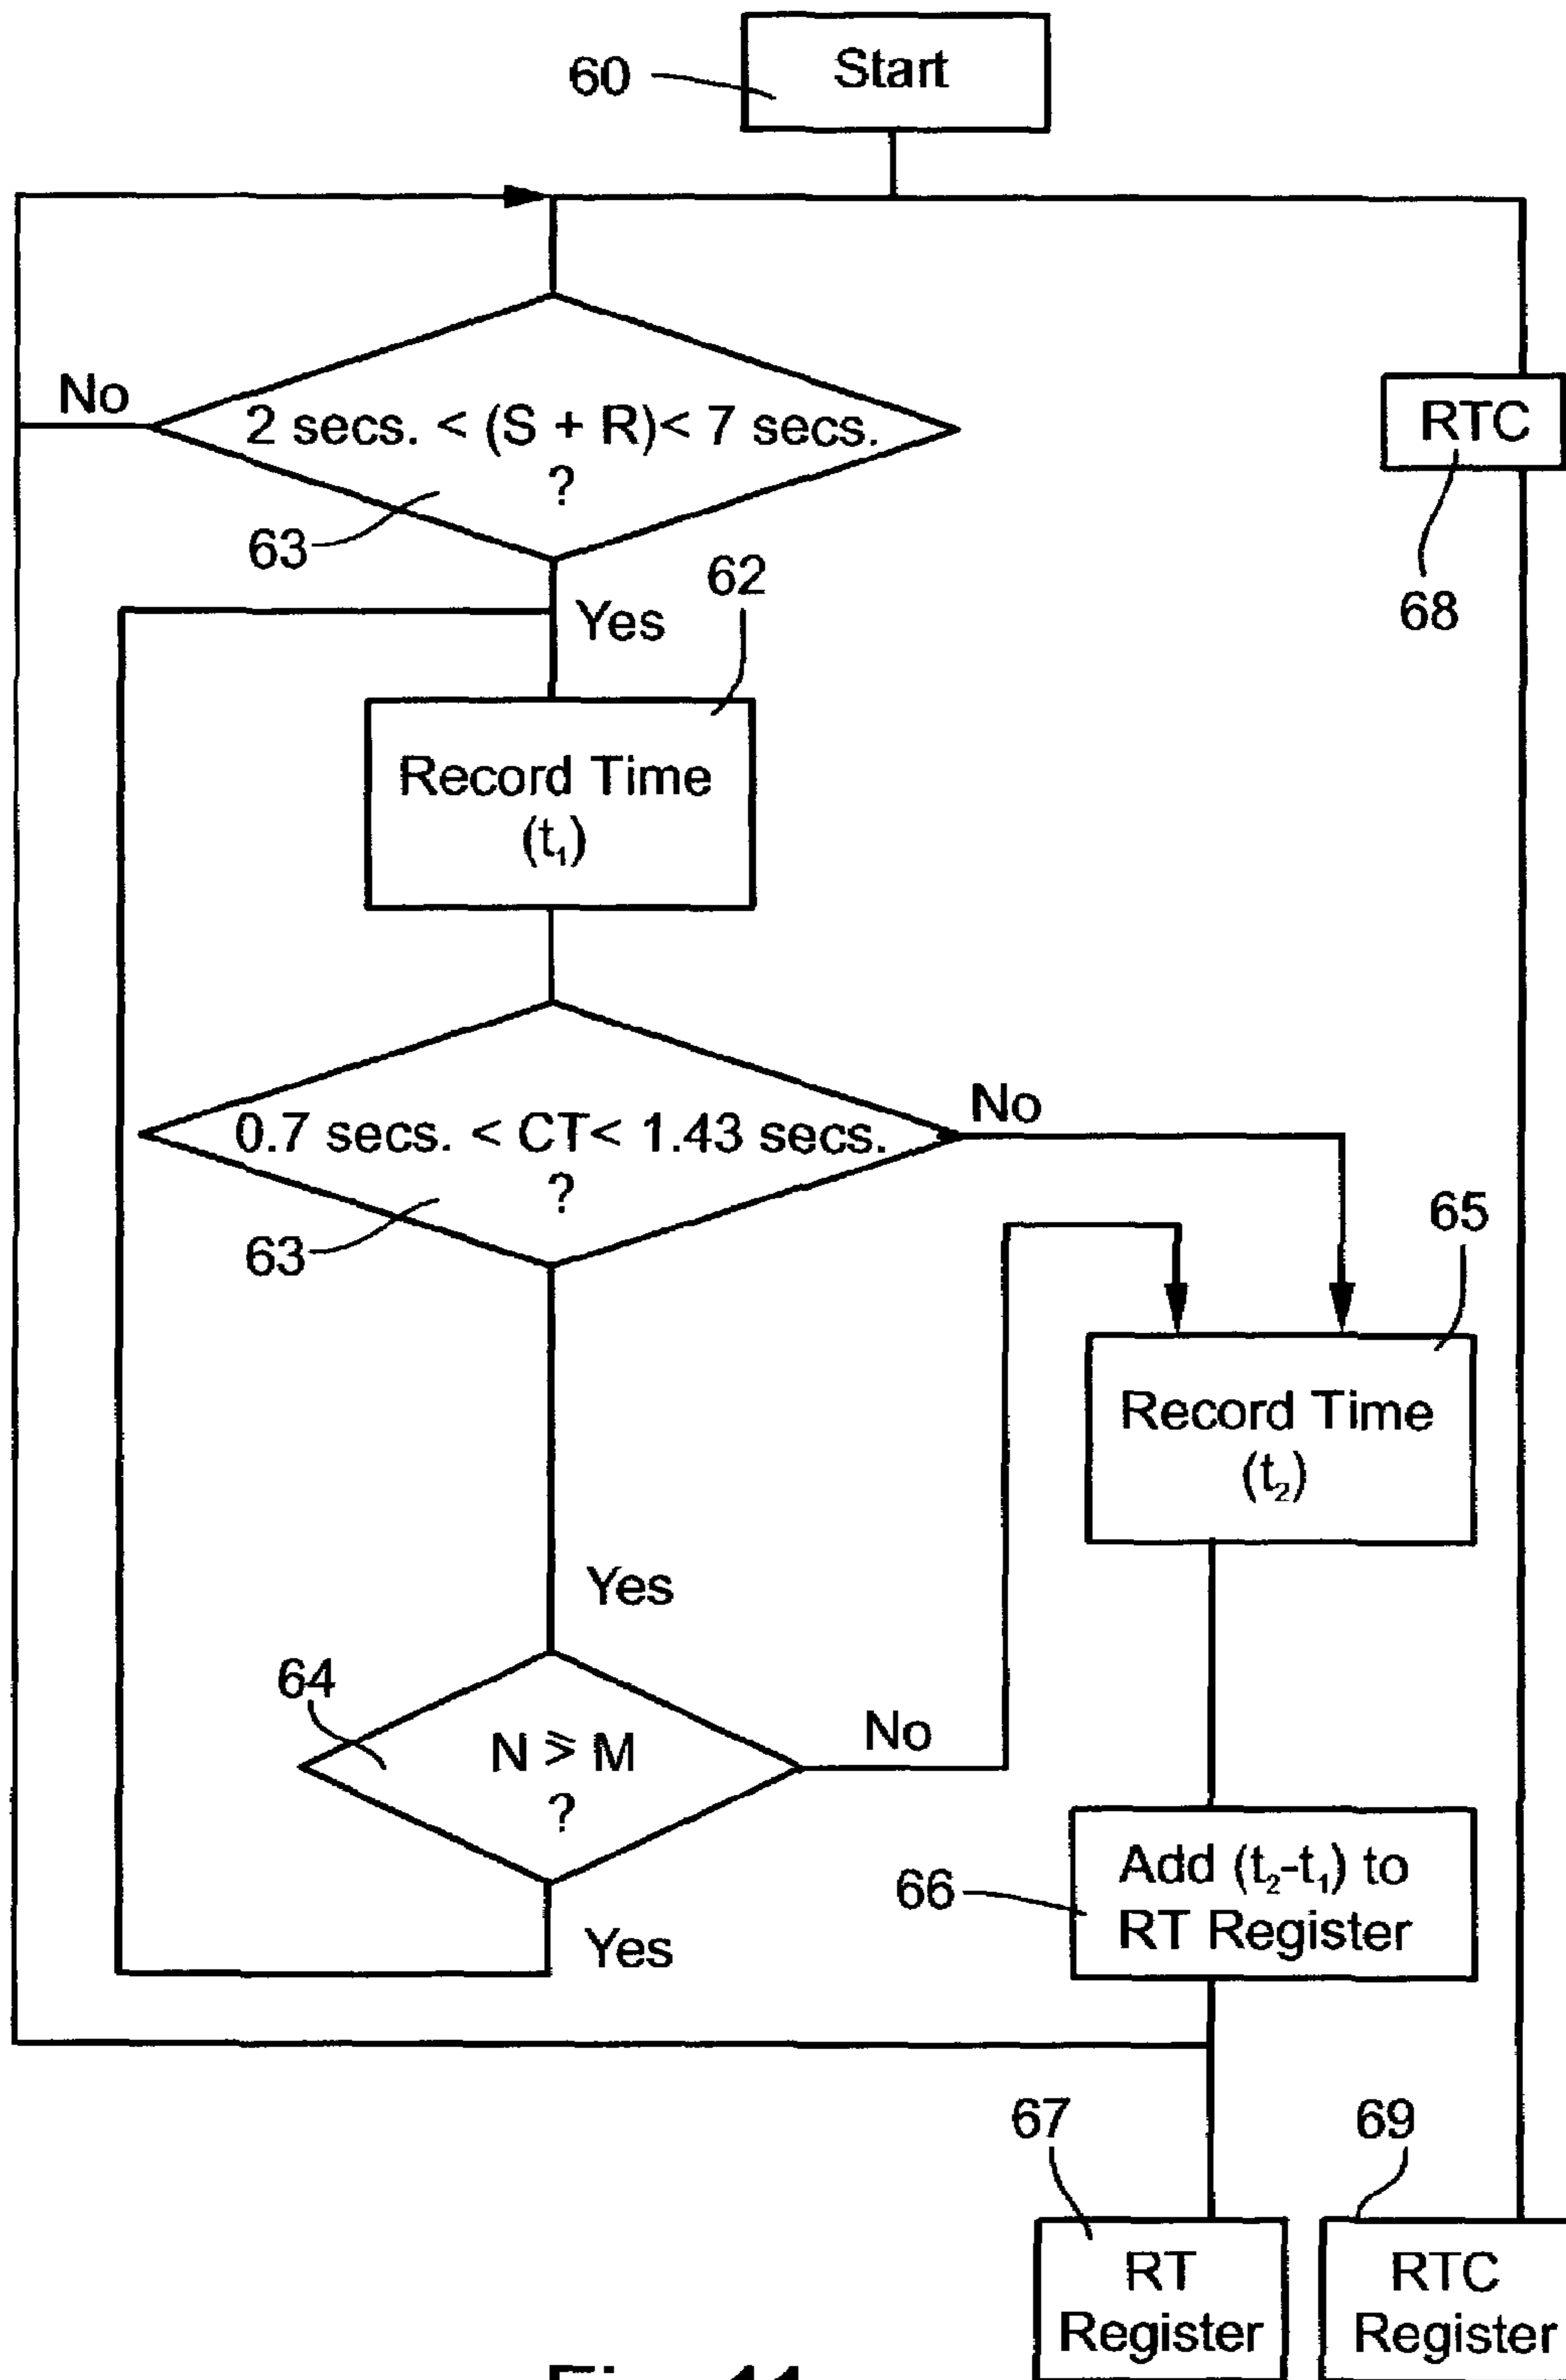 Start
60
No
2 secs. < (S + R)< 7 secs.
?
RTC
63
62
68
Yes
Record Time
(t₁)
0.7 secs. < CT< 1.43 secs.
?
No
63
65
Record Time
(t₂)
Yes
64
N ⩾ M
?
No
66
Add (t₂-t₁) to
RT Register
Yes
67
69
RT
Register
RTC
Register